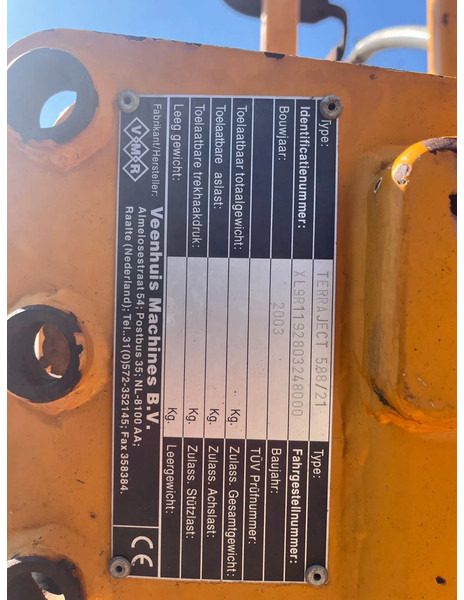 Type: TERRAJECT 588/21 Type:
Identificatienummer: XL9R1192803248000 Fahrgestellnummer:
Bouwjaar: 2003 Baujahr:
TÜV Prüfnummer:
Toelaatbaar totaalgewicht: Kg. Zulass. Gesamtgewicht:
Toelaatbare aslast: Kg. Zulass. Achslast:
Toelaatbare trekhaakdruk: Kg. Zulass. Stützlast:
Leeg gewicht: Kg. Leergewicht:
VMR
Fabrikant/Hersteller: Veenhuis Machines B.V.
Almelosestraat 54; Postbus 35; NL-8100 AA;
Raalte (Nederland); Tel..31(0)572-352145; Fax 358384.
CE